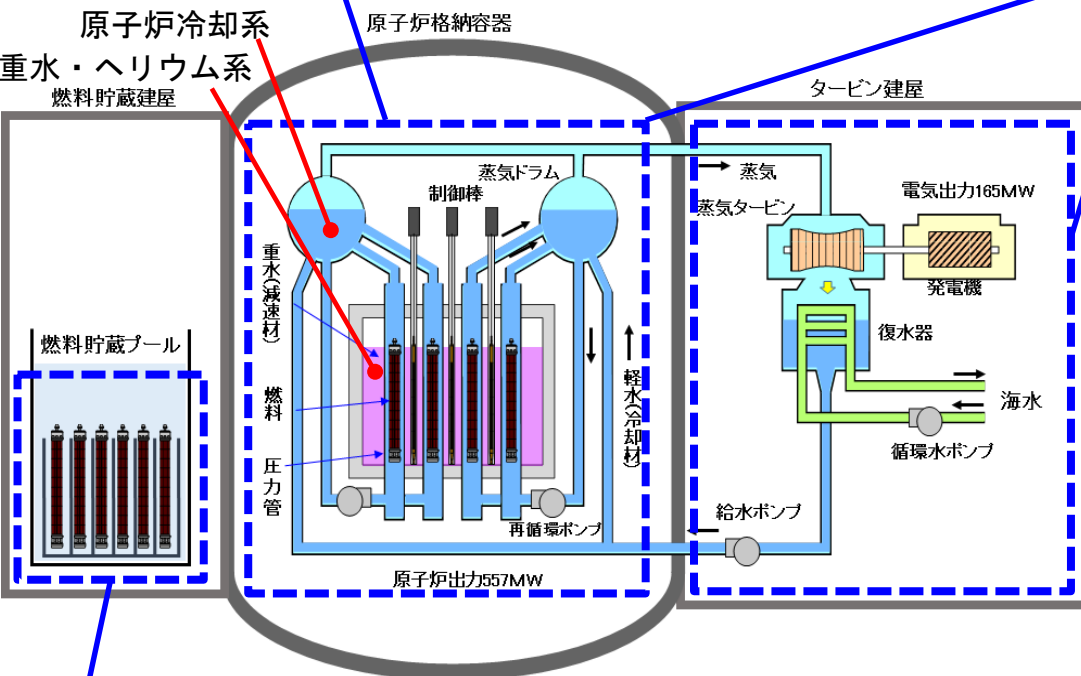 原子炉冷却系
重水・ヘリウム系
原子炉格納容器
燃料貯蔵建屋
タービン建屋
蒸気ドラム
制御棒
蒸気
蒸気タービン
電気出力165MW
発電機
重水(減速材)
燃料
圧力管
軽水(冷却材)
復水器
海水
循環水ポンプ
燃料貯蔵プール
再循環ポンプ
給水ポンプ
原子炉出力557MW